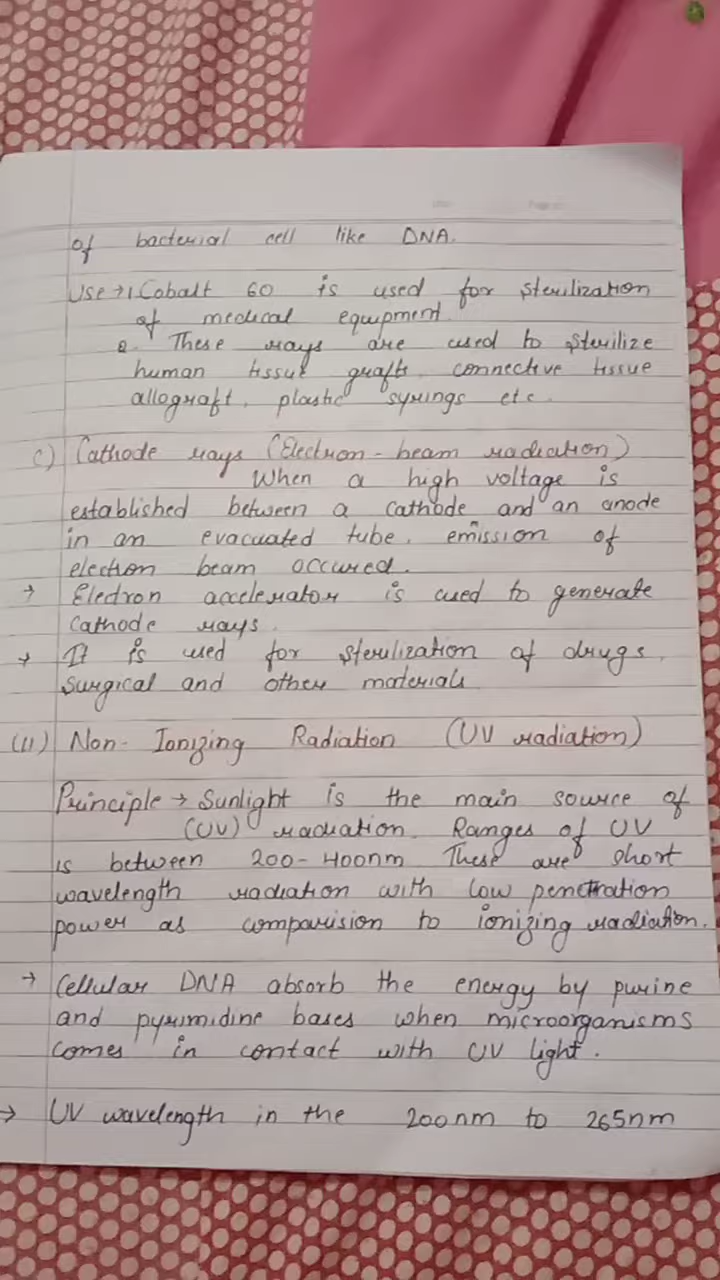 of bacterial cell like DNA.
Use → 1. Cobalt 60 is used for sterilization
of medical equipment.
2. These rays are used to sterilize
human tissue grafts, connective tissue
allograft, plastic syrings etc.
c) Cathode rays (Electron-beam radiation)
When a high voltage is
established between a cathode and an anode
in an evacuated tube, emission of
electron beam occured.
→ Electron accelerator is used to generate
cathode rays.
→ It is used for sterilization of drugs,
surgical and other materials
(II) Non-Ionizing Radiation (UV radiation)
Principle → Sunlight is the main source of
(UV) radiation. Ranges of UV
is between 200-400nm These are short
wavelength radiation with low penetration
power as comparision to ionizing radiation.
→ Cellular DNA absorb the energy by purine
and pyrimidine bases when microorganisms
comes in contact with UV light.
→ UV wavelength in the 200nm to 265nm